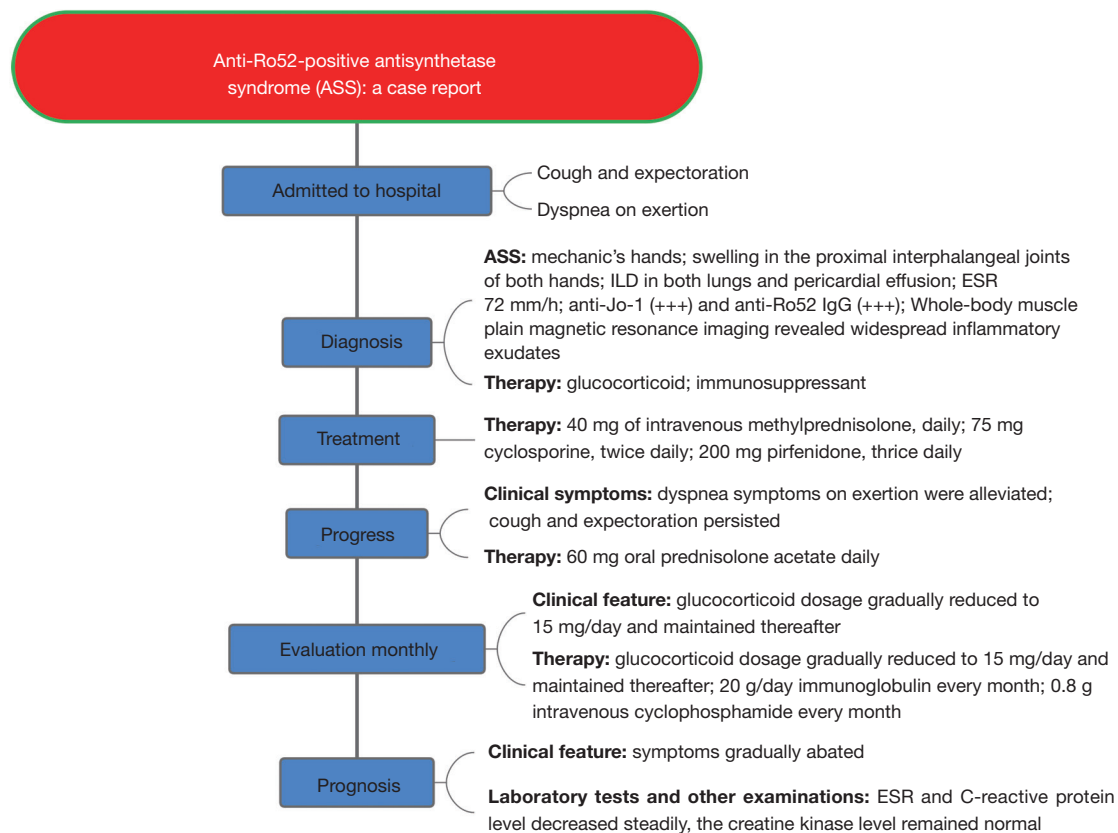 Anti-Ro52-positive antisynthetase
syndrome (ASS): a case report
Admitted to hospital
Cough and expectoration
Dyspnea on exertion
Diagnosis
ASS: mechanic's hands; swelling in the proximal interphalangeal joints
of both hands; ILD in both lungs and pericardial effusion; ESR
72 mm/h; anti-Jo-1 (+++) and anti-Ro52 IgG (+++); Whole-body muscle
plain magnetic resonance imaging revealed widespread inflammatory
exudates
Therapy: glucocorticoid; immunosuppressant
Treatment
Therapy: 40 mg of intravenous methylprednisolone, daily; 75 mg
cyclosporine, twice daily; 200 mg pirfenidone, thrice daily
Progress
Clinical symptoms: dyspnea symptoms on exertion were alleviated;
cough and expectoration persisted
Therapy: 60 mg oral prednisolone acetate daily
Evaluation monthly
Clinical feature: glucocorticoid dosage gradually reduced to
15 mg/day and maintained thereafter
Therapy: glucocorticoid dosage gradually reduced to 15 mg/day and
maintained thereafter; 20 g/day immunoglobulin every month; 0.8 g
intravenous cyclophosphamide every month
Prognosis
Clinical feature: symptoms gradually abated
Laboratory tests and other examinations: ESR and C-reactive protein
level decreased steadily, the creatine kinase level remained normal